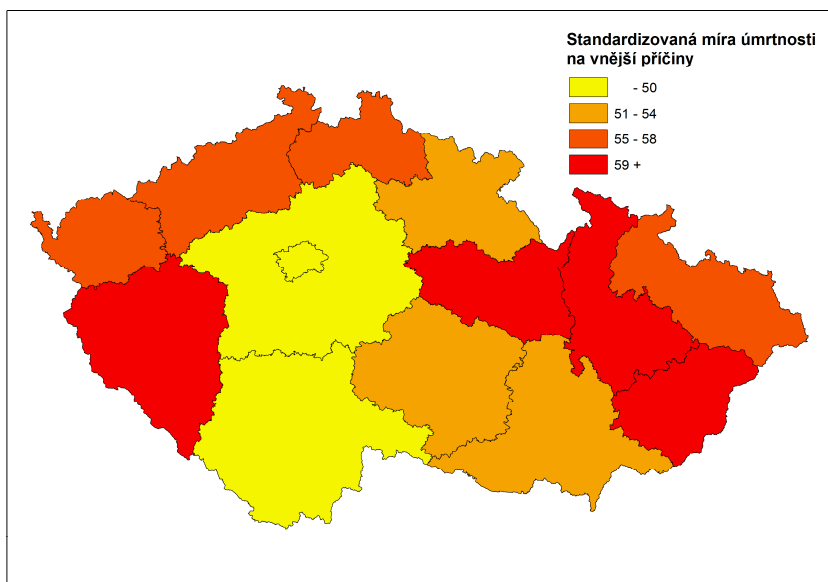 Standardizovaná míra úmrtnosti
na vnější příčiny
- 50
51 - 54
55 - 58
59 +